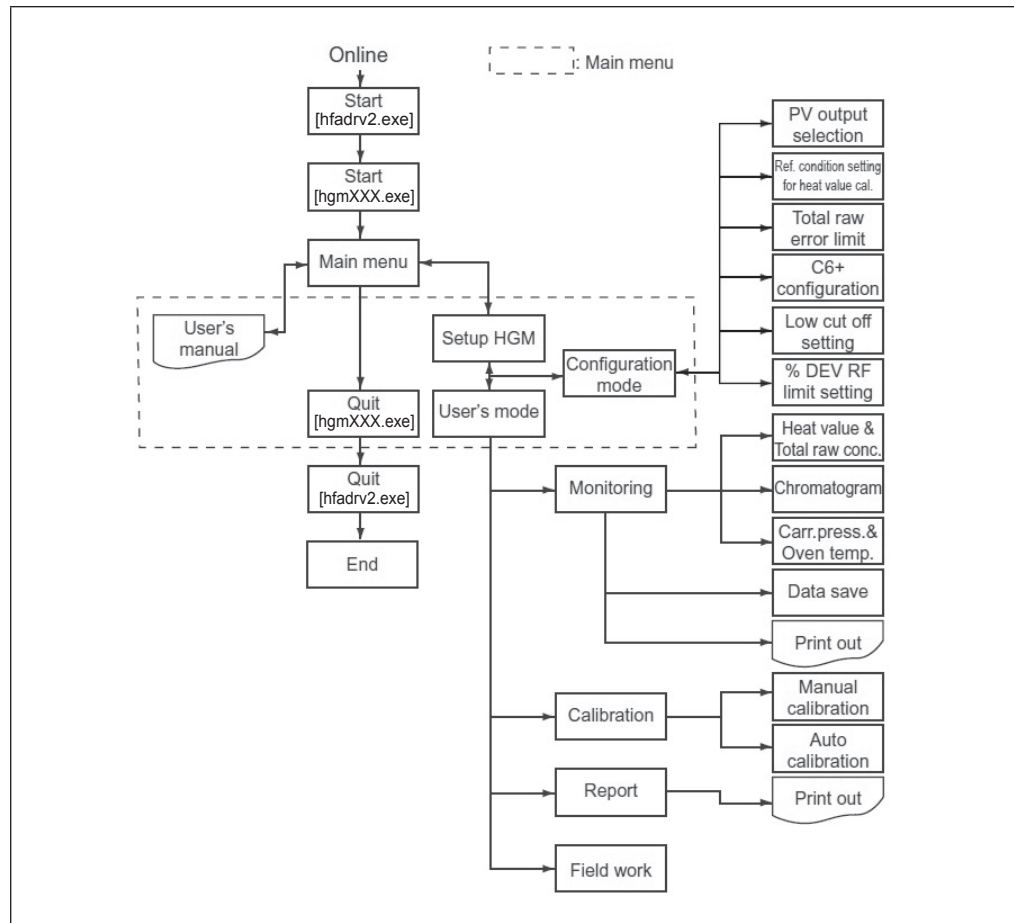 Online
: Main menu
Start
[hfadrv2.exe]
Start
[hgmXXX.exe]
Main menu
User's
manual
Setup HGM
Configuration
mode
User's mode
Quit
[hgmXXX.exe]
Quit
[hfadrv2.exe]
End
PV output
selection
Ref. condition setting
for heat value cal.
Total raw
error limit
C6+
configuration
Low cut off
setting
% DEV RF
limit setting
Monitoring
Heat value &
Total raw conc.
Chromatogram
Carr.press.&
Oven temp.
Data save
Print out
Calibration
Manual
calibration
Auto
calibration
Report
Print out
Field work